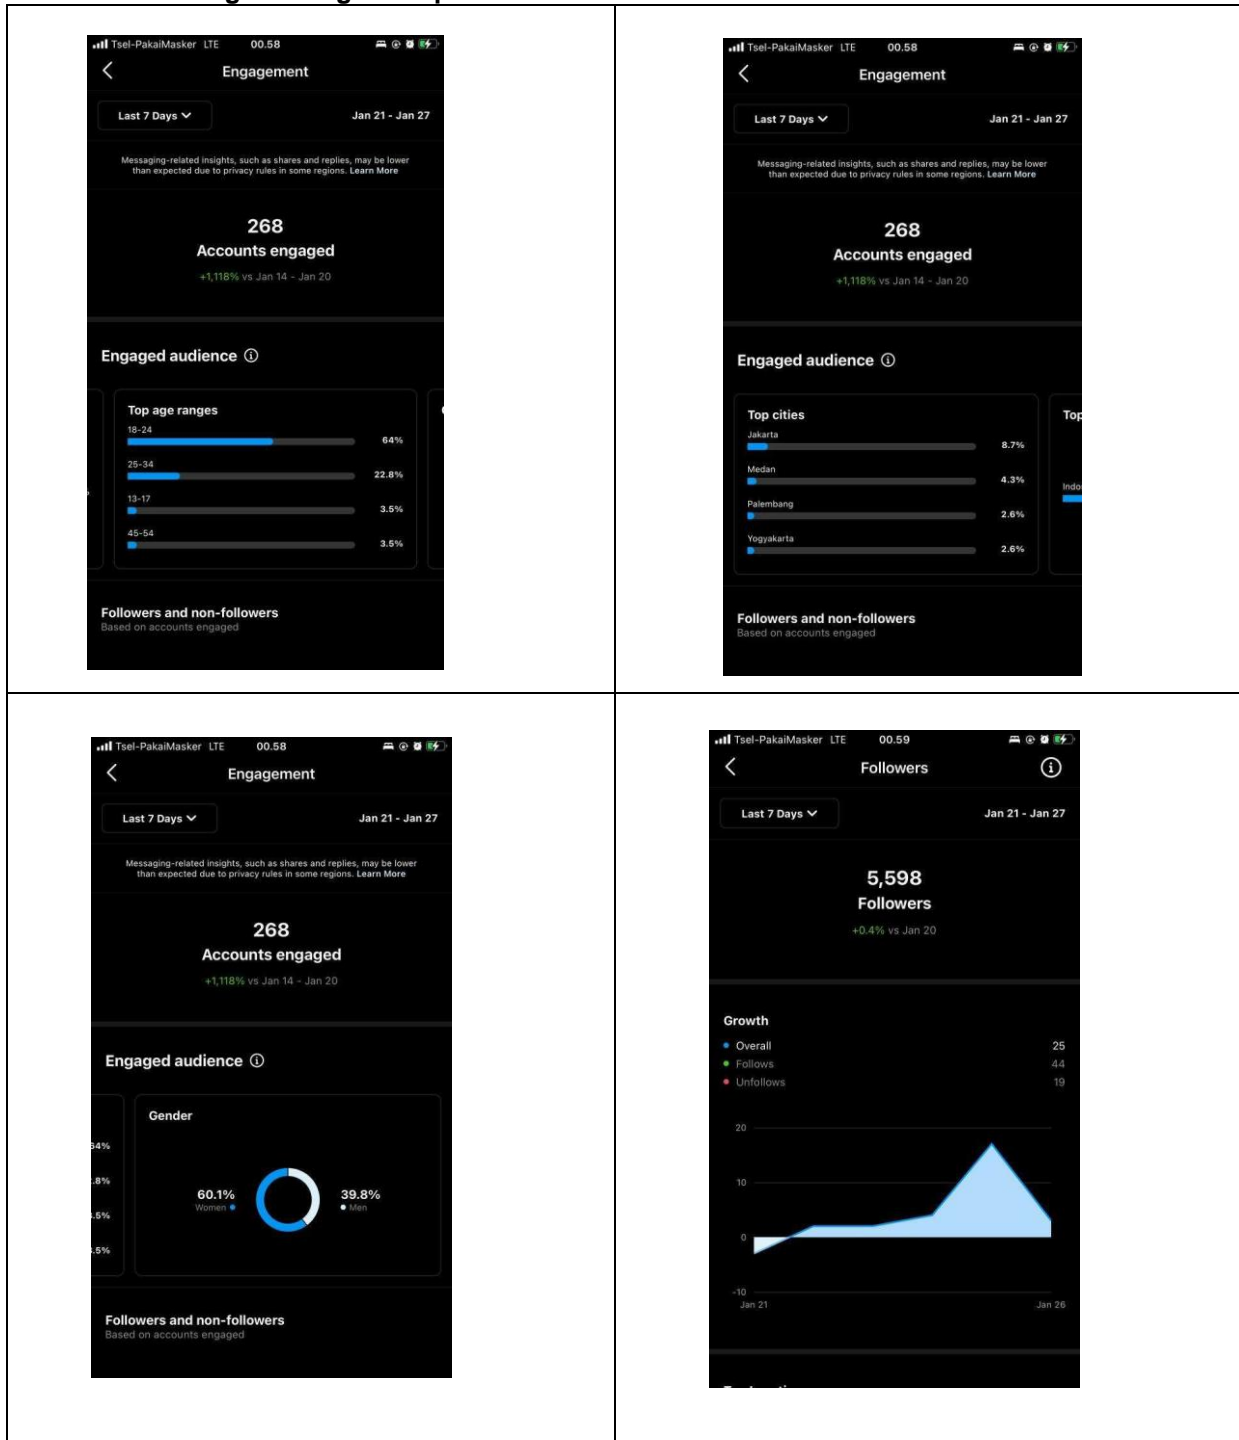 Tsel-PakaiMasker LTE 00.58
Engagement
Last 7 Days Jan 21 - Jan 27
Messaging-related insights, such as shares and replies, may be lower
than expected due to privacy rules in some regions. Learn More
268
Accounts engaged
+1,118% vs Jan 14 - Jan 20
Engaged audience
Top age ranges
18-24
64%
25-34
22.8%
13-17
3.5%
45-54
3.5%
Followers and non-followers
Based on accounts engaged
Tsel-PakaiMasker LTE 00.58
Engagement
Last 7 Days Jan 21 - Jan 27
Messaging-related insights, such as shares and replies, may be lower
than expected due to privacy rules in some regions. Learn More
268
Accounts engaged
+1,118% vs Jan 14 - Jan 20
Engaged audience
Top cities Top
Jakarta
8.7%
Medan
4.3%
Indo
Palembang
2.6%
Yogyakarta
2.6%
Followers and non-followers
Based on accounts engaged
Tsel-PakaiMasker LTE 00.58
Engagement
Last 7 Days Jan 21 - Jan 27
Messaging-related insights, such as shares and replies, may be lower
than expected due to privacy rules in some regions. Learn More
268
Accounts engaged
+1,118% vs Jan 14 - Jan 20
Engaged audience
Gender
64%
.8%
60.1% 39.8%
Women Men
.5%
.5%
Followers and non-followers
Based on accounts engaged
Tsel-PakaiMasker LTE 00.59
Followers
Last 7 Days Jan 21 - Jan 27
5,598
Followers
+0.4% vs Jan 20
Growth
Overall 25
Follows 44
Unfollows 19
20
10
0
-10
Jan 21 Jan 26